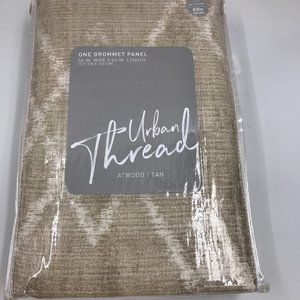 ONE GROMMET PANEL
50 IN. WIDE X 63 IN. LENGTH
Urban
Thread
ATWOOD | TAN